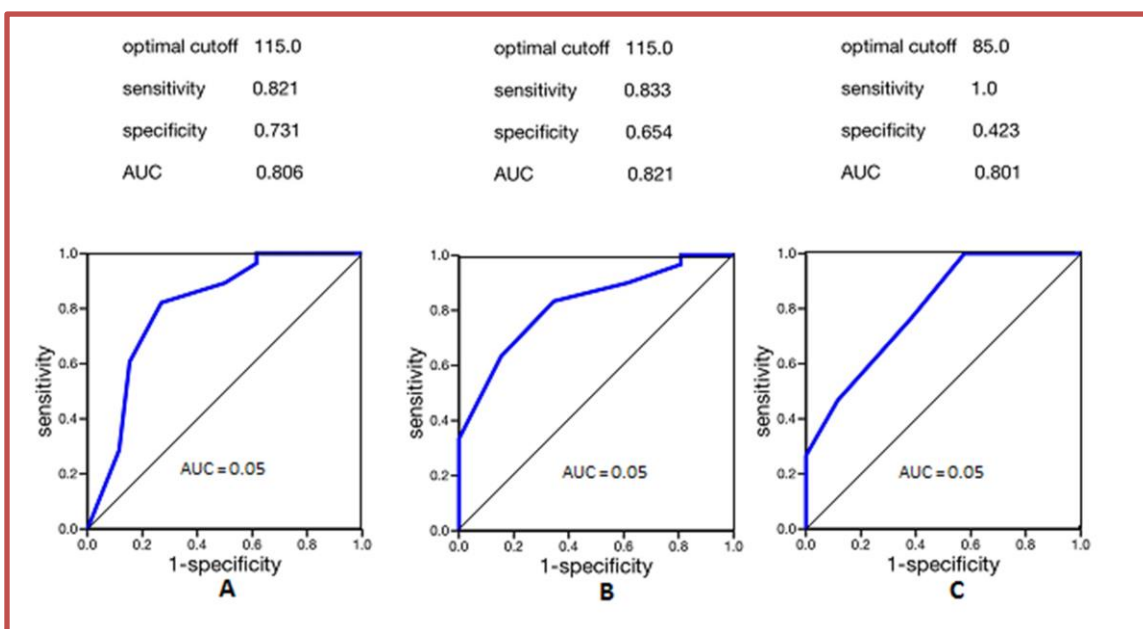 optimal cutoff 115.0
sensitivity 0.821
specificity 0.731
AUC 0.806
optimal cutoff 115.0
sensitivity 0.833
specificity 0.654
AUC 0.821
optimal cutoff 85.0
sensitivity 1.0
specificity 0.423
AUC 0.801
1.0
0.8
0.6
0.4
0.2
0.0
sensitivity
AUC = 0.05
0.0 0.2 0.4 0.6 0.8 1.0
1-specificity
A
1.0
0.8
0.6
0.4
0.2
0.0
sensitivity
AUC = 0.05
0.0 0.2 0.4 0.6 0.8 1.0
1-specificity
B
1.0
0.8
0.6
0.4
0.2
0.0
sensitivity
AUC = 0.05
0.0 0.2 0.4 0.6 0.8 1.0
1-specificity
C